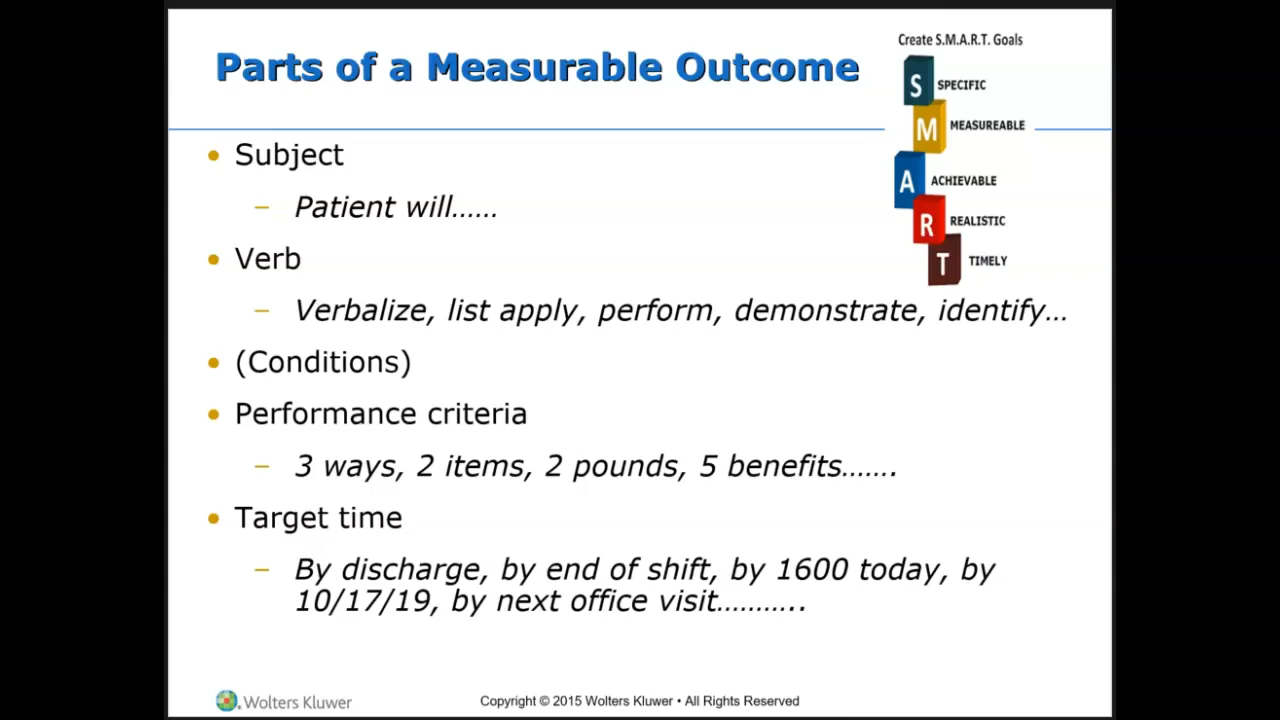 Parts of a Measurable Outcome
Create S.M.A.R.T. Goals
S SPECIFIC
M MEASUREABLE
A ACHIEVABLE
R REALISTIC
T TIMELY
• Subject
– Patient will......
• Verb
– Verbalize, list apply, perform, demonstrate, identify...
• (Conditions)
• Performance criteria
– 3 ways, 2 items, 2 pounds, 5 benefits.......
• Target time
– By discharge, by end of shift, by 1600 today, by
10/17/19, by next office visit...........
Wolters Kluwer
Copyright © 2015 Wolters Kluwer • All Rights Reserved